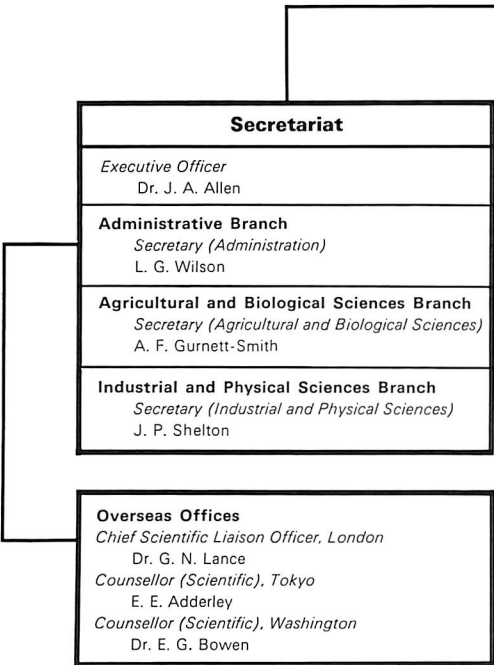 Secretariat
Executive Officer
Dr. J. A. Allen
Administrative Branch
Secretary (Administration)
L. G. Wilson
Agricultural and Biological Sciences Branch
Secretary (Agricultural and Biological Sciences)
A. F. Gurnett-Smith
Industrial and Physical Sciences Branch
Secretary (Industrial and Physical Sciences)
J. P. Shelton
Overseas Offices
Chief Scientific Liaison Officer, London
Dr. G. N. Lance
Counsellor (Scientific), Tokyo
E. E. Adderley
Counsellor (Scientific), Washington
Dr. E. G. Bowen